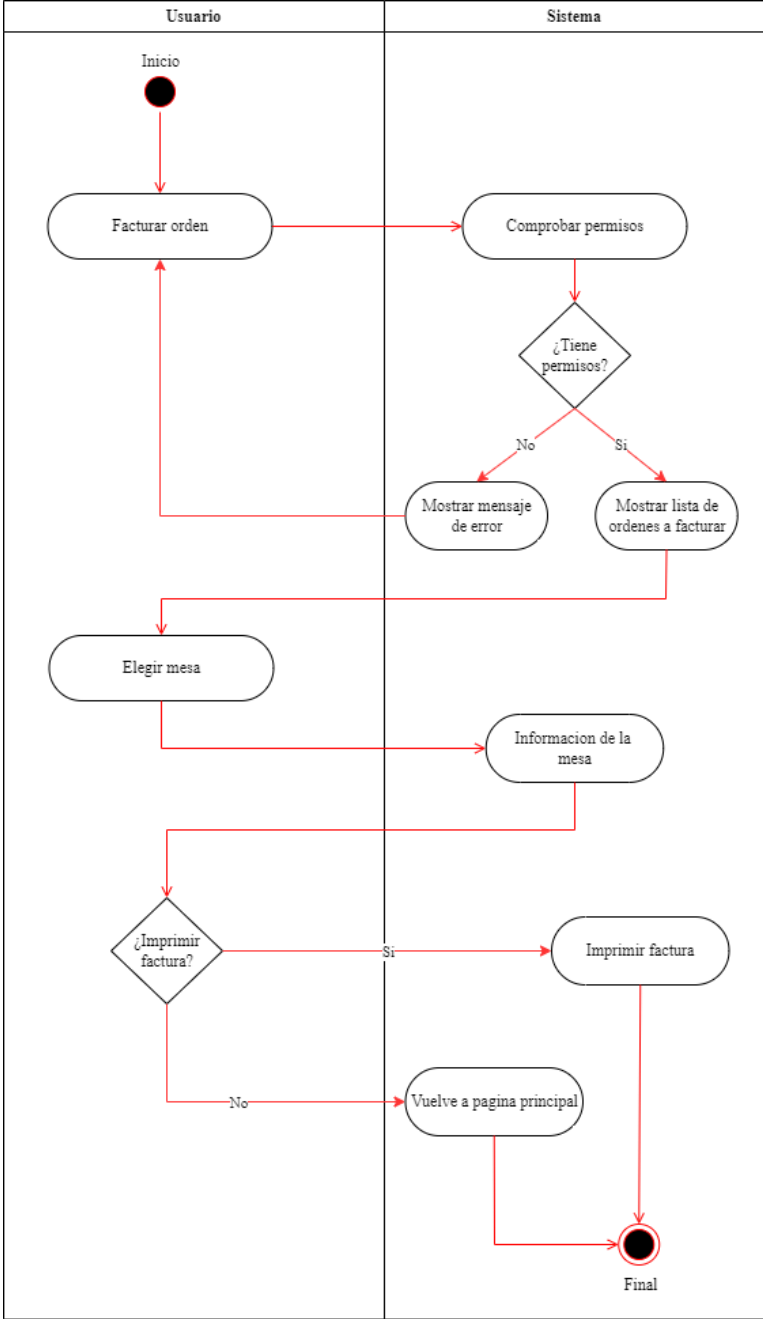 Usuario
Sistema
Inicio
Facturar orden
Comprobar permisos
¿Tiene
permisos?
No
Si
Mostrar mensaje
de error
Mostrar lista de
ordenes a facturar
Elegir mesa
Informacion de la
mesa
¿Imprimir
factura?
Si
Imprimir factura
No
Vuelve a pagina principal
Final